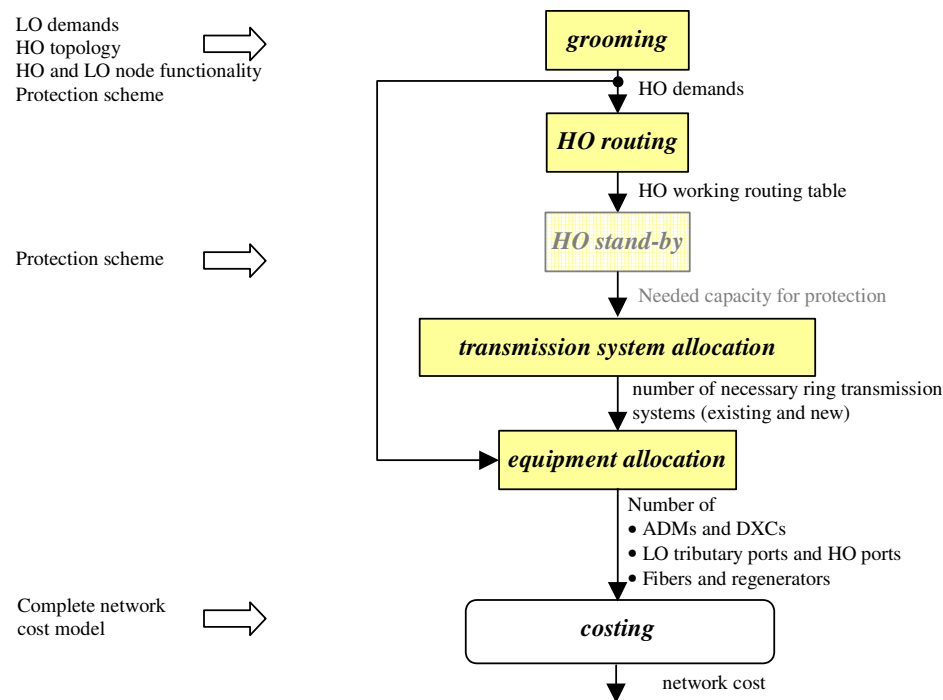 LO demands
HO topology
HO and LO node functionality
Protection scheme
grooming
HO demands
HO routing
HO working routing table
Protection scheme
HO stand-by
Needed capacity for protection
transmission system allocation
number of necessary ring transmission
systems (existing and new)
equipment allocation
Number of
• ADMs and DXCs
• LO tributary ports and HO ports
• Fibers and regenerators
Complete network
cost model
costing
network cost